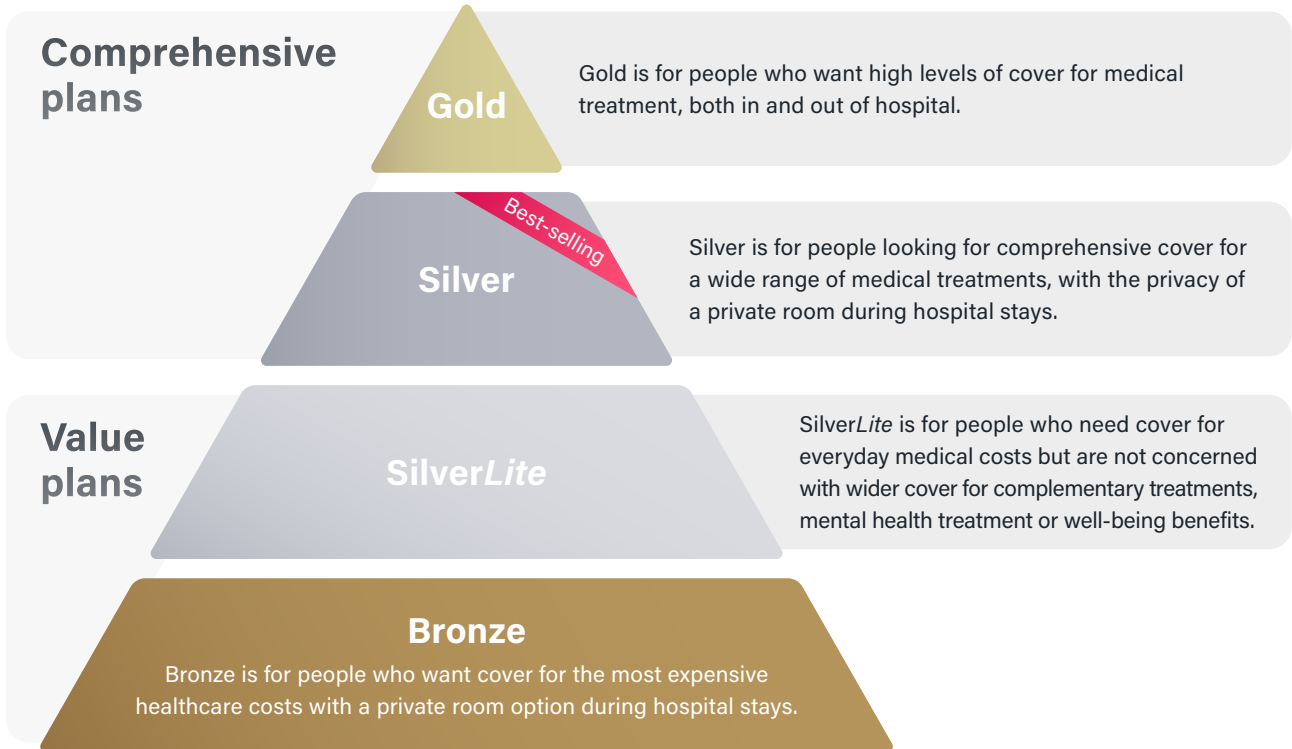 Comprehensive
plans
Gold
Gold is for people who want high levels of cover for medical
treatment, both in and out of hospital.
Best-selling
Silver
Silver is for people looking for comprehensive cover for
a wide range of medical treatments, with the privacy of
a private room during hospital stays.
Value
plans
SilverLite
SilverLite is for people who need cover for
everyday medical costs but are not concerned
with wider cover for complementary treatments,
mental health treatment or well-being benefits.
Bronze
Bronze is for people who want cover for the most expensive
healthcare costs with a private room option during hospital stays.